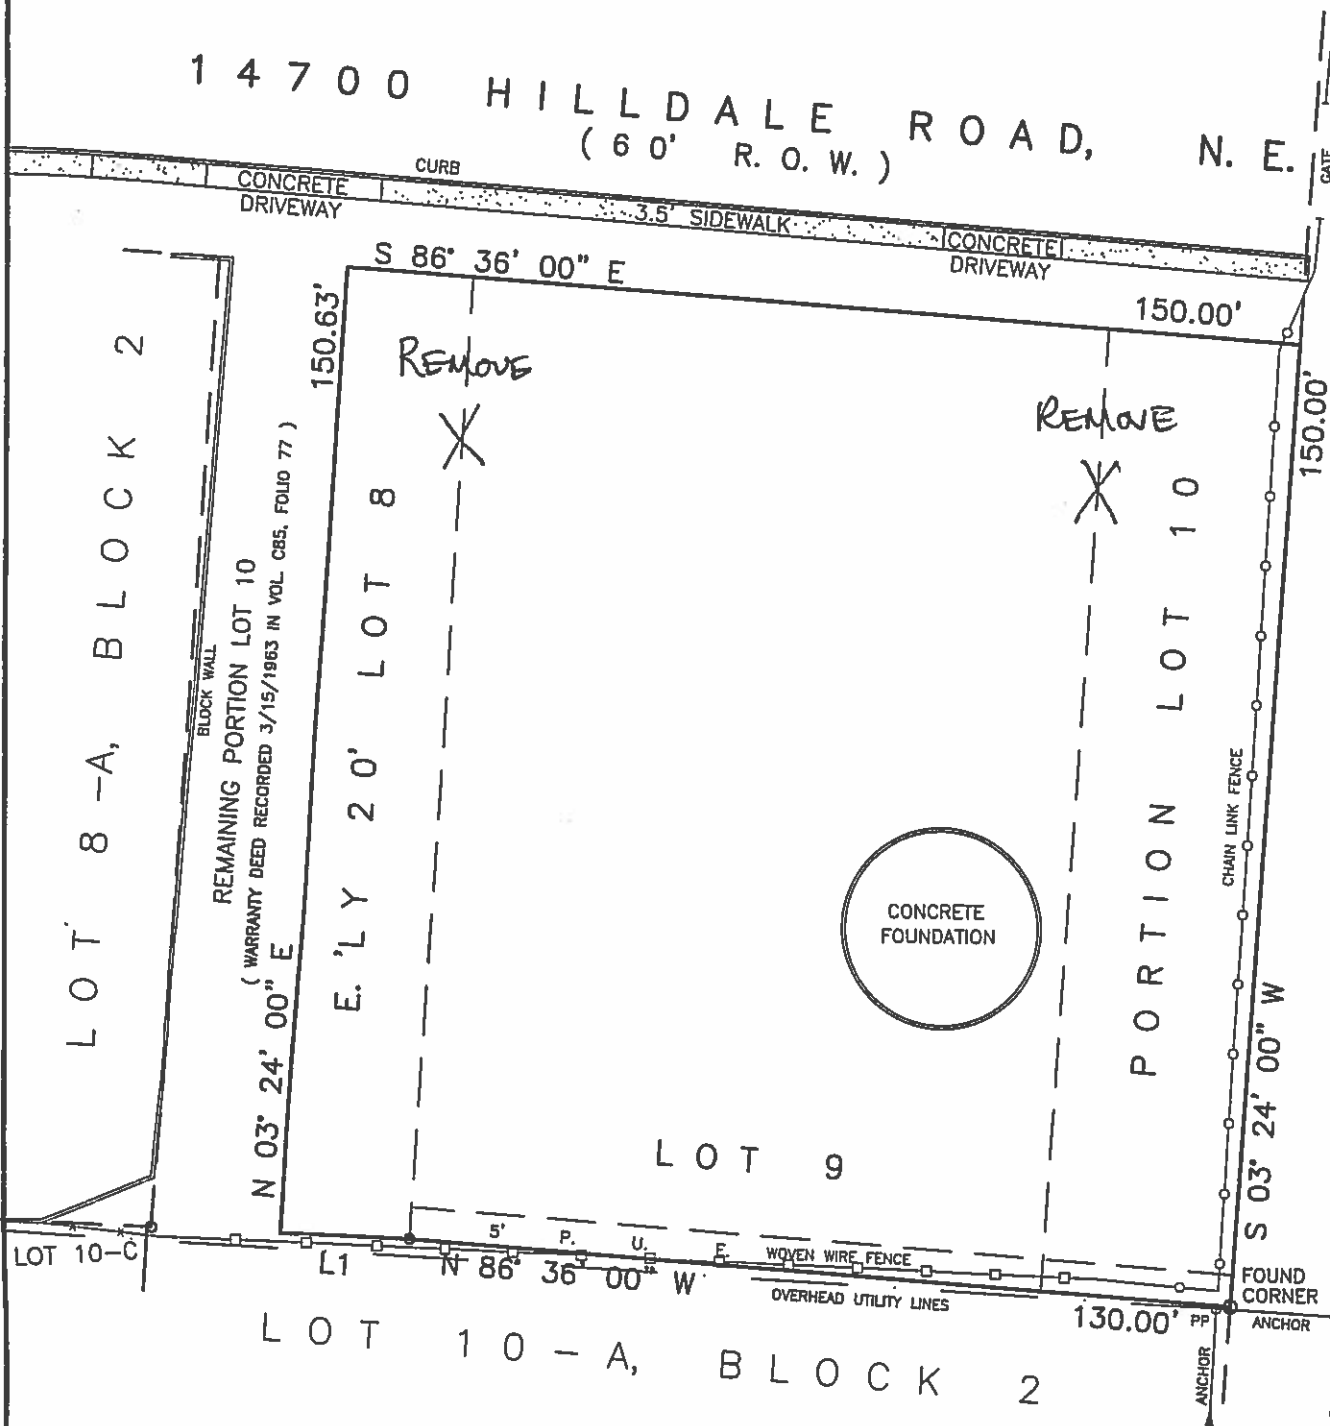 14700 HILLDALE ROAD, N.E.
(60' R.O.W.)
GATE
CURB
CONCRETE
DRIVEWAY
3.5' SIDEWALK
CONCRETE
DRIVEWAY
S 86° 36' 00" E
150.00'
150.63'
150.00'
REMOVE
REMOVE
LOT 8-A, BLOCK 2
BLOCK WALL
REMAINING PORTION LOT 10
( WARRANTY DEED RECORDED 3/15/1963 IN VOL. CB5, FOLIO 77 )
N 03° 24' 00" E
E.'LY 20' LOT 8
PORTION LOT 10
CHAIN LINK FENCE
CONCRETE
FOUNDATION
S 03° 24' 00" W
LOT 9
5' P. U. E.
WOVEN WIRE FENCE
LOT 10-C
L1
N 86° 36' 00" W
OVERHEAD UTILITY LINES
130.00'
PP
FOUND
CORNER
ANCHOR
ANCHOR
LOT 10-A, BLOCK 2